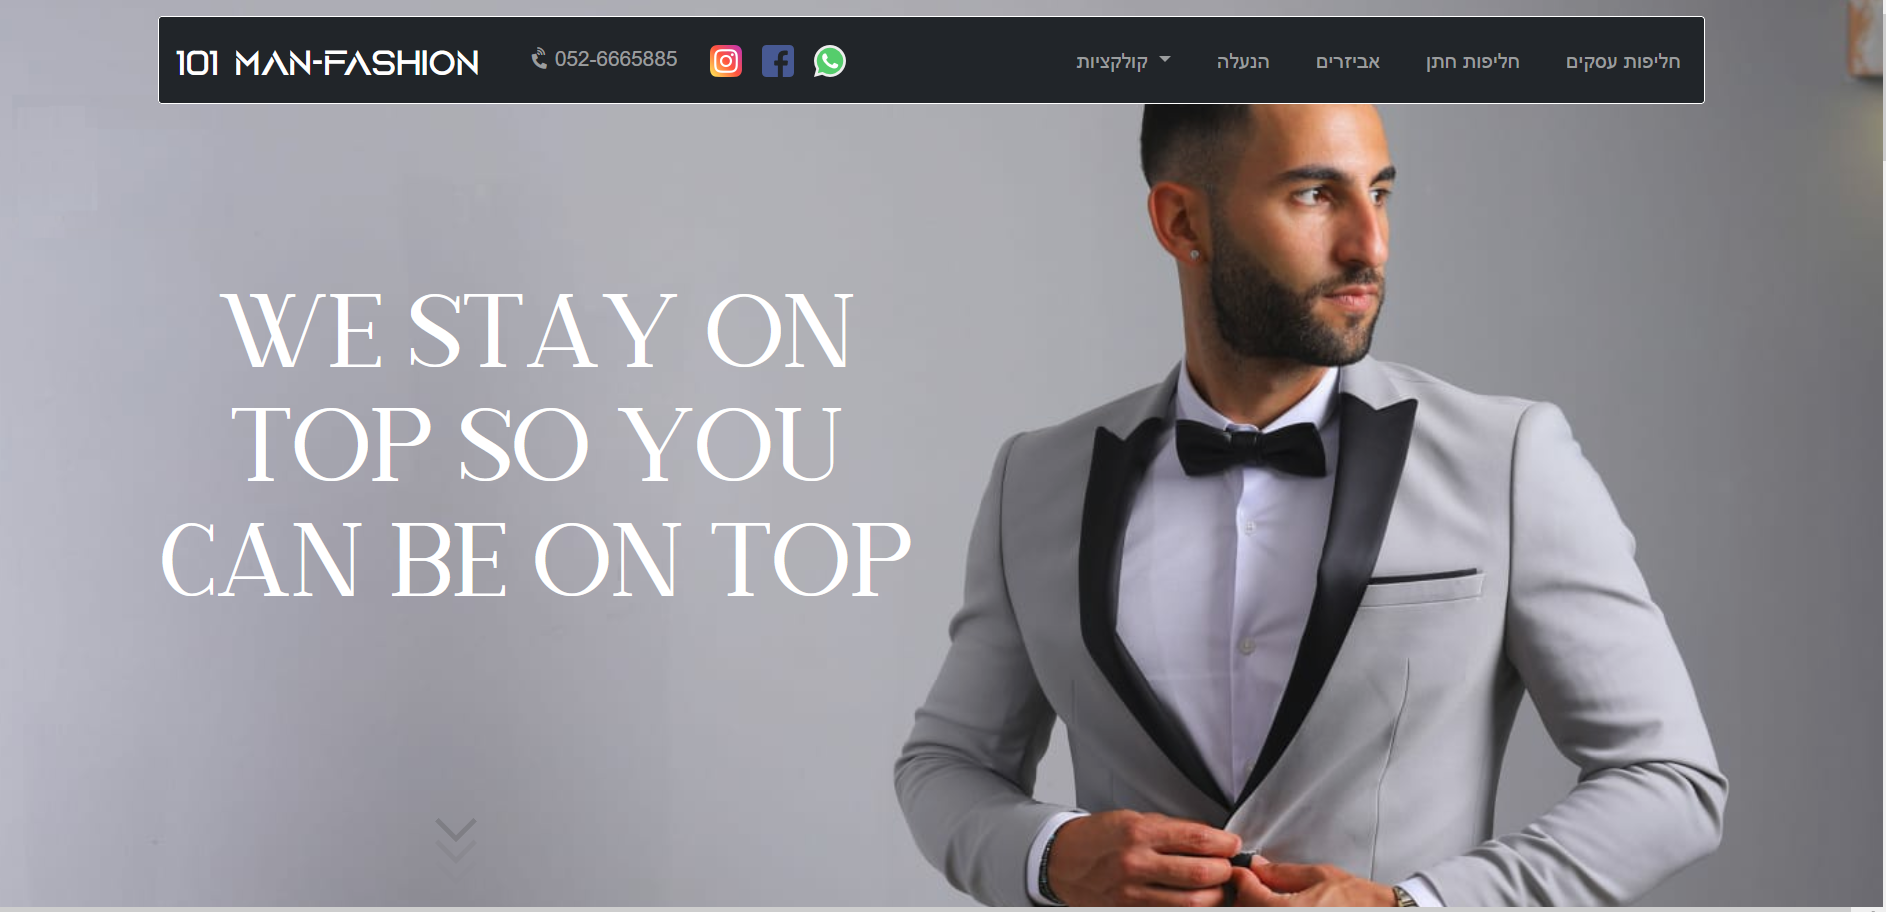 101 MAN-FASHION
052-6665885
קולקציות
הנעלה
אביזרים
חליפות חתן
חליפות עסקים
WE STAY ON
TOP SO YOU
CAN BE ON TOP